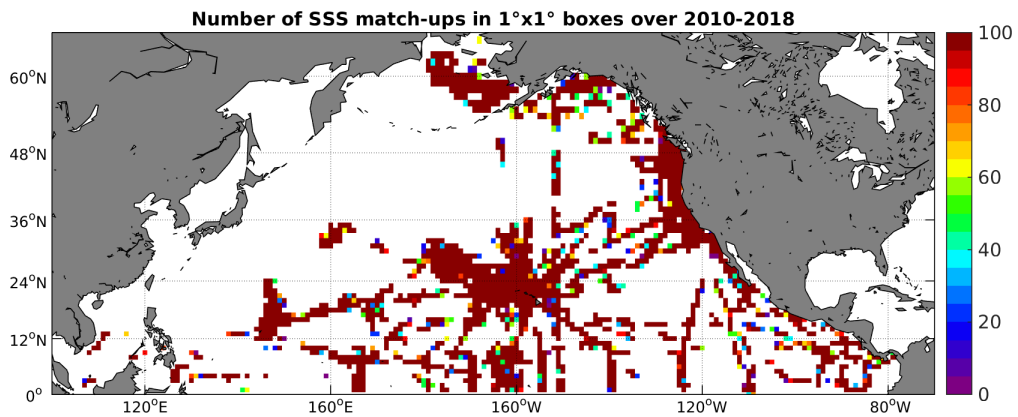 Number of SSS match-ups in 1°x1° boxes over 2010-2018
60°N
48°N
36°N
24°N
12°N
0°
120°E
160°E
160°W
120°W
80°W
100
80
60
40
20
0